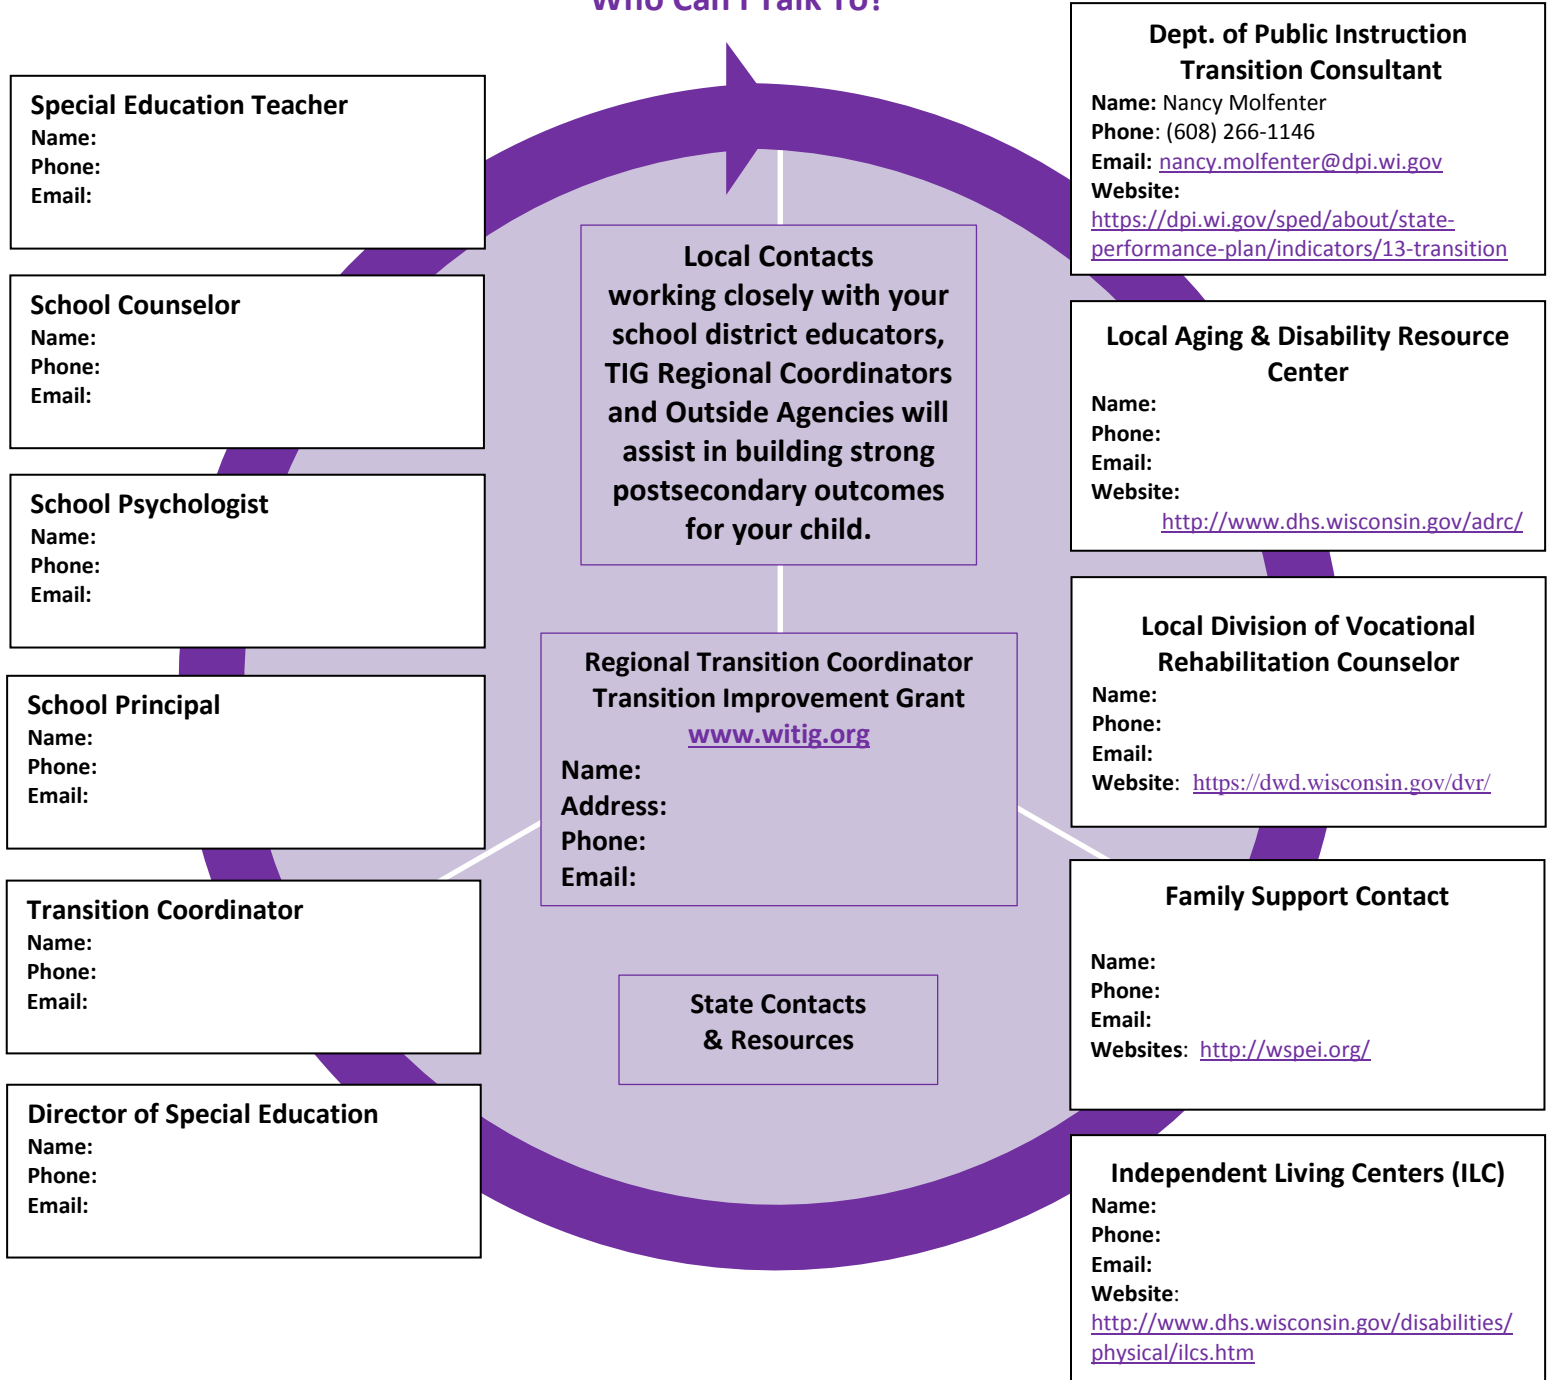 Who Can I Talk To?
Special Education Teacher
Name:
Phone:
Email:
School Counselor
Name:
Phone:
Email:
School Psychologist
Name:
Phone:
Email:
School Principal
Name:
Phone:
Email:
Transition Coordinator
Name:
Phone:
Email:
Director of Special Education
Name:
Phone:
Email:
Local Contacts
working closely with your
school district educators,
TIG Regional Coordinators
and Outside Agencies will
assist in building strong
postsecondary outcomes
for your child.
Regional Transition Coordinator
Transition Improvement Grant
www.witig.org
Name:
Address:
Phone:
Email:
State Contacts
& Resources
Dept. of Public Instruction
Transition Consultant
Name: Nancy Molfenter
Phone: (608) 266-1146
Email: nancy.molfenter@dpi.wi.gov
Website:
https://dpi.wi.gov/sped/about/state-
performance-plan/indicators/13-transition
Local Aging & Disability Resource
Center
Name:
Phone:
Email:
Website:
http://www.dhs.wisconsin.gov/adrc/
Local Division of Vocational
Rehabilitation Counselor
Name:
Phone:
Email:
Website: https://dwd.wisconsin.gov/dvr/
Family Support Contact
Name:
Phone:
Email:
Websites: http://wspei.org/
Independent Living Centers (ILC)
Name:
Phone:
Email:
Website:
http://www.dhs.wisconsin.gov/disabilities/
physical/ilcs.htm